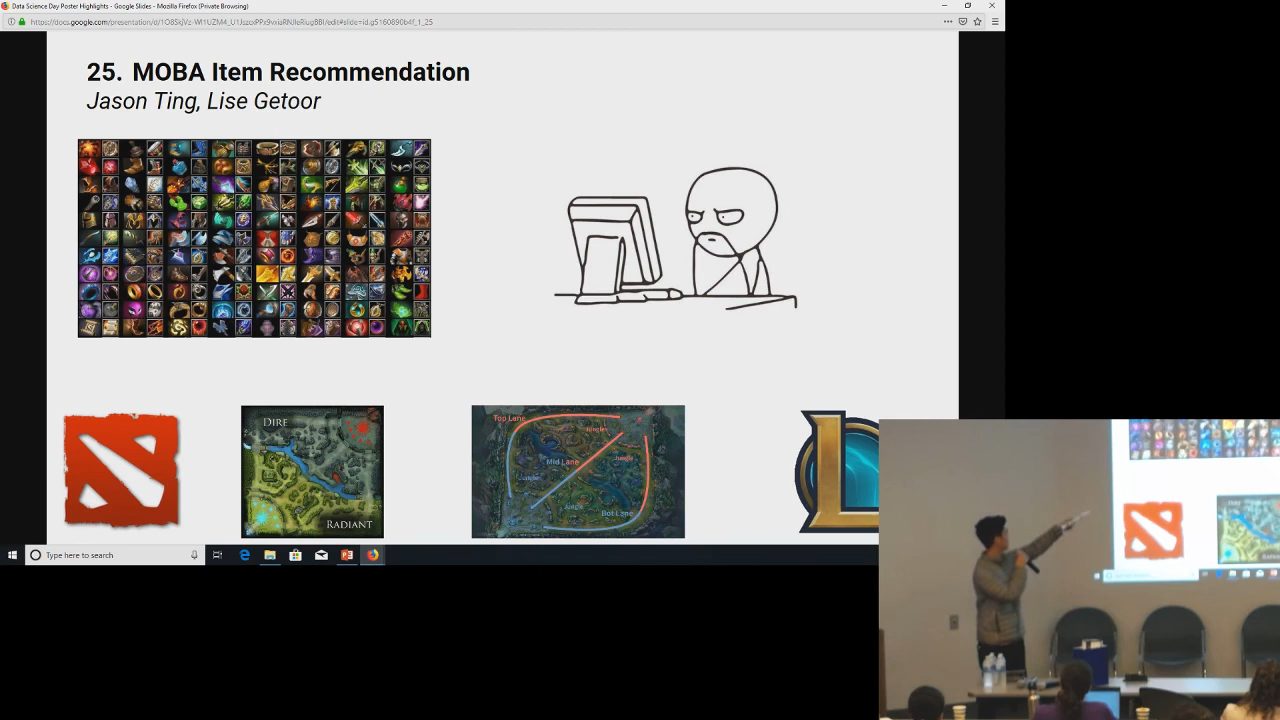 Data Science Day Poster Highlights - Google Slides - Mozilla Firefox (Private Browsing)
25. MOBA Item Recommendation
Jason Ting, Lise Getoor
DIRE
RADIANT
Top Lane
Jungle
Mid Lane
Jungle
Jungle
Jungle
Bot Lane
Type here to search
DIRE